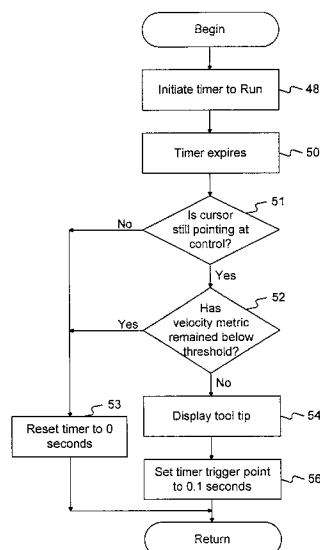 Begin
Initiate timer to Run
48
Timer expires
50
51
Is cursor
still pointing at
control?
No
Yes
52
Has
velocity metric
remained below
threshold?
Yes
No
53
Reset timer to 0
seconds
Display tool tip
54
Set timer trigger point
to 0.1 seconds
56
Return